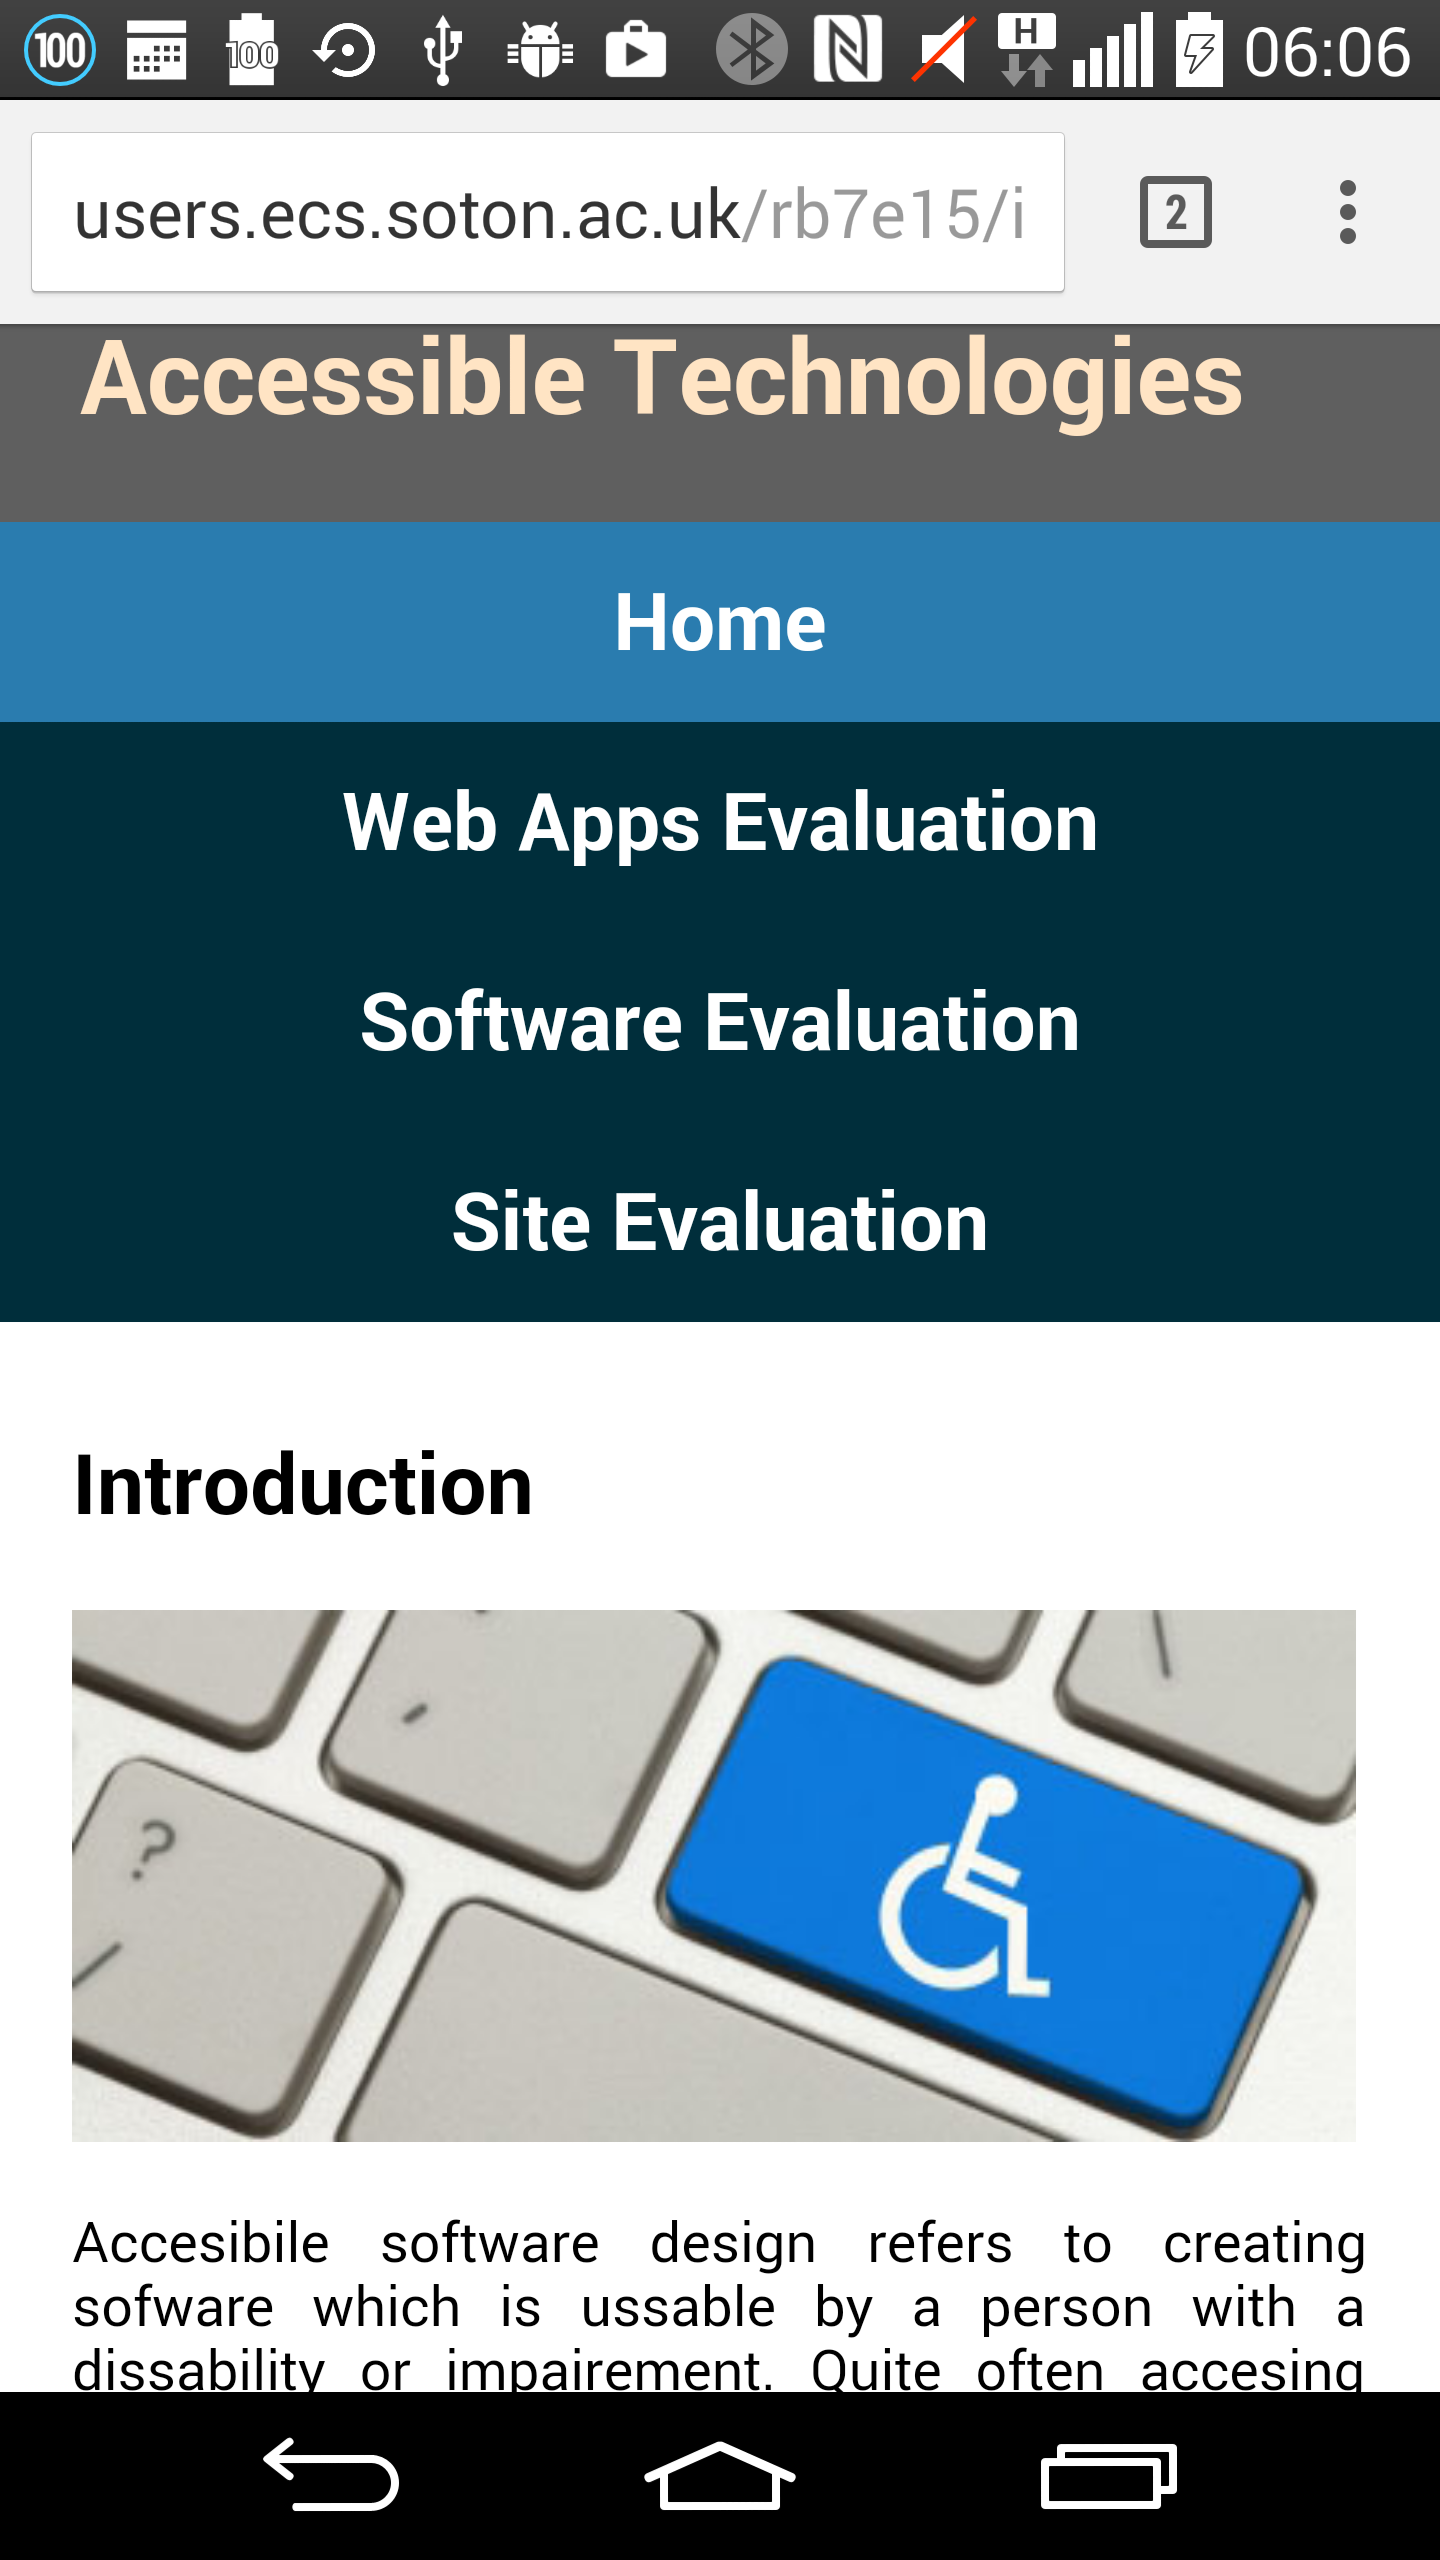 100
100
H
06:06
users.ecs.soton.ac.uk/rb7e15/i
2
Accessible Technologies
Home
Web Apps Evaluation
Software Evaluation
Site Evaluation
Introduction
?
/
Accesibile software design refers to creating
sofware which is ussable by a person with a
dissability or impairement. Quite often accesing